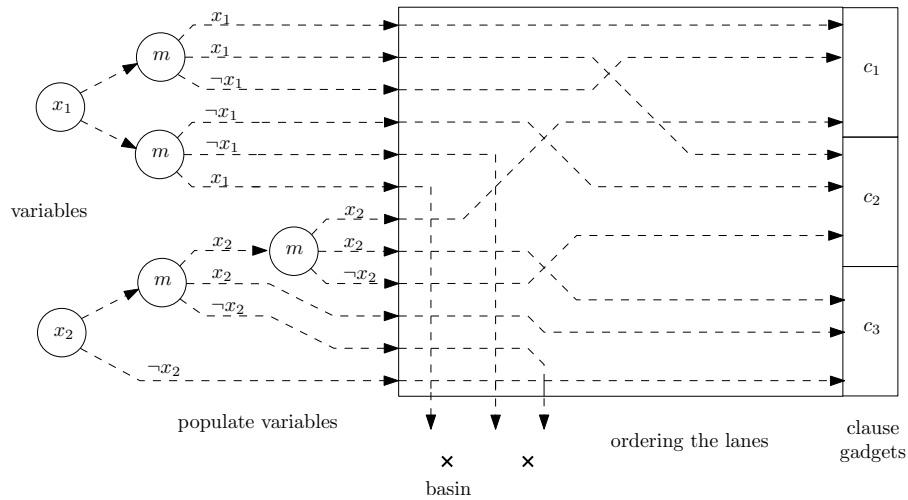 x₁
m
x₁
¬x₁
c₁
x₁
¬x₁
m
¬x₁
x₁
c₂
variables
x₂
x₂
m
x₂
m
x₂
¬x₂
¬x₂
c₃
x₂
¬x₂
populate variables
ordering the lanes
clause
gadgets
basin